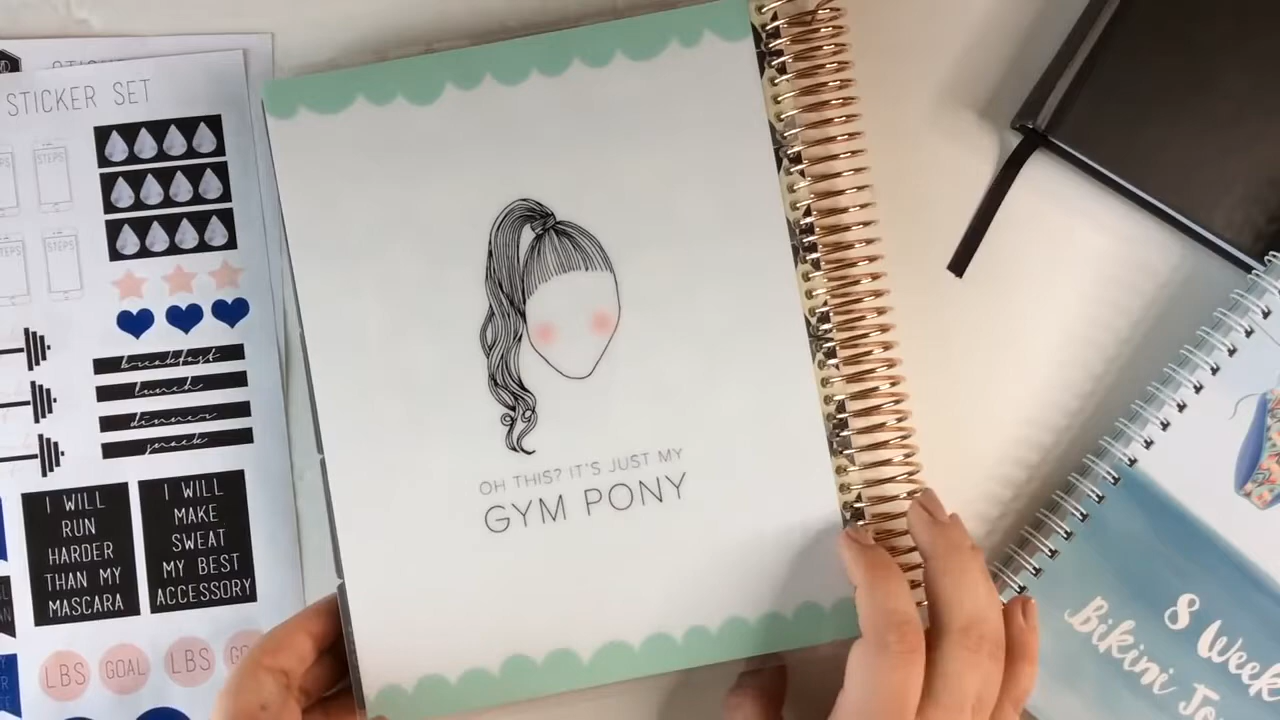 STICKER SET
STEPS
STEPS
breakfast
lunch
dinner
snack
I WILL
RUN
HARDER
THAN MY
MASCARA
I WILL
MAKE
SWEAT
MY BEST
ACCESSORY
LBS
GOAL
LBS
OH THIS? IT'S JUST MY
GYM PONY
8 Week
Bikini